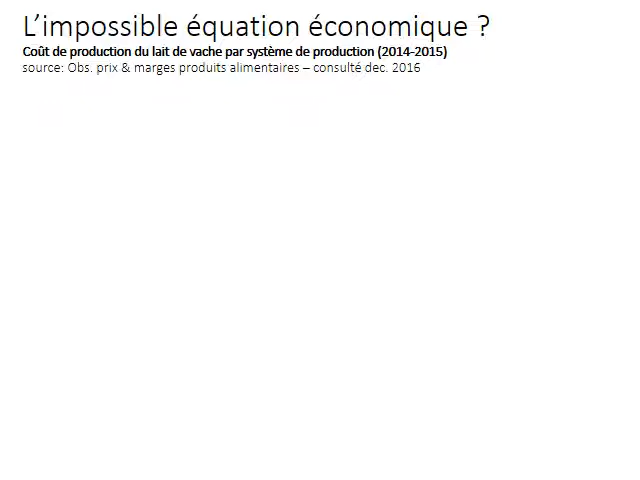 L’impossible équation économique ?
Coût de production du lait de vache par système de production (2014-2015)
source: Obs. prix & marges produits alimentaires – consulté dec. 2016